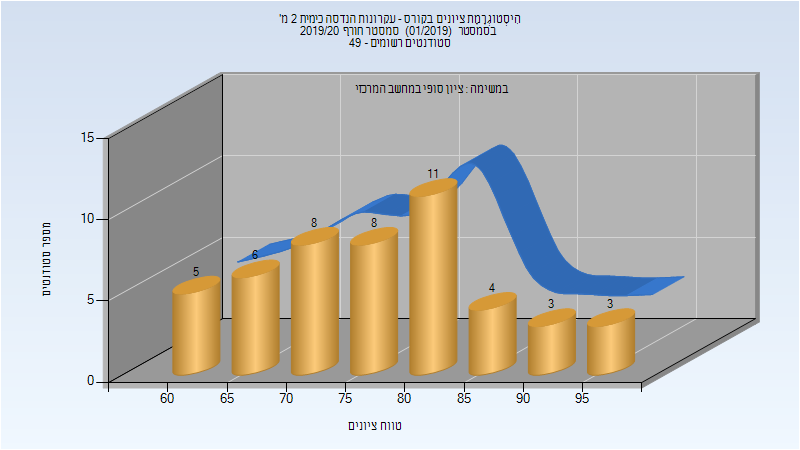 היסטוגרמת ציונים בקורס - עקרונות הנדסה כימית 2 מ'
בסמסטר (01/2019) סמסטר חורף 2019/20
סטודנטים רשומים - 49
במשימה : ציון סופי במחשב המרכזי
מספר סטודנטים
15
10
5
0
5
6
8
8
11
4
3
3
60 65 70 75 80 85 90 95
טווח ציונים